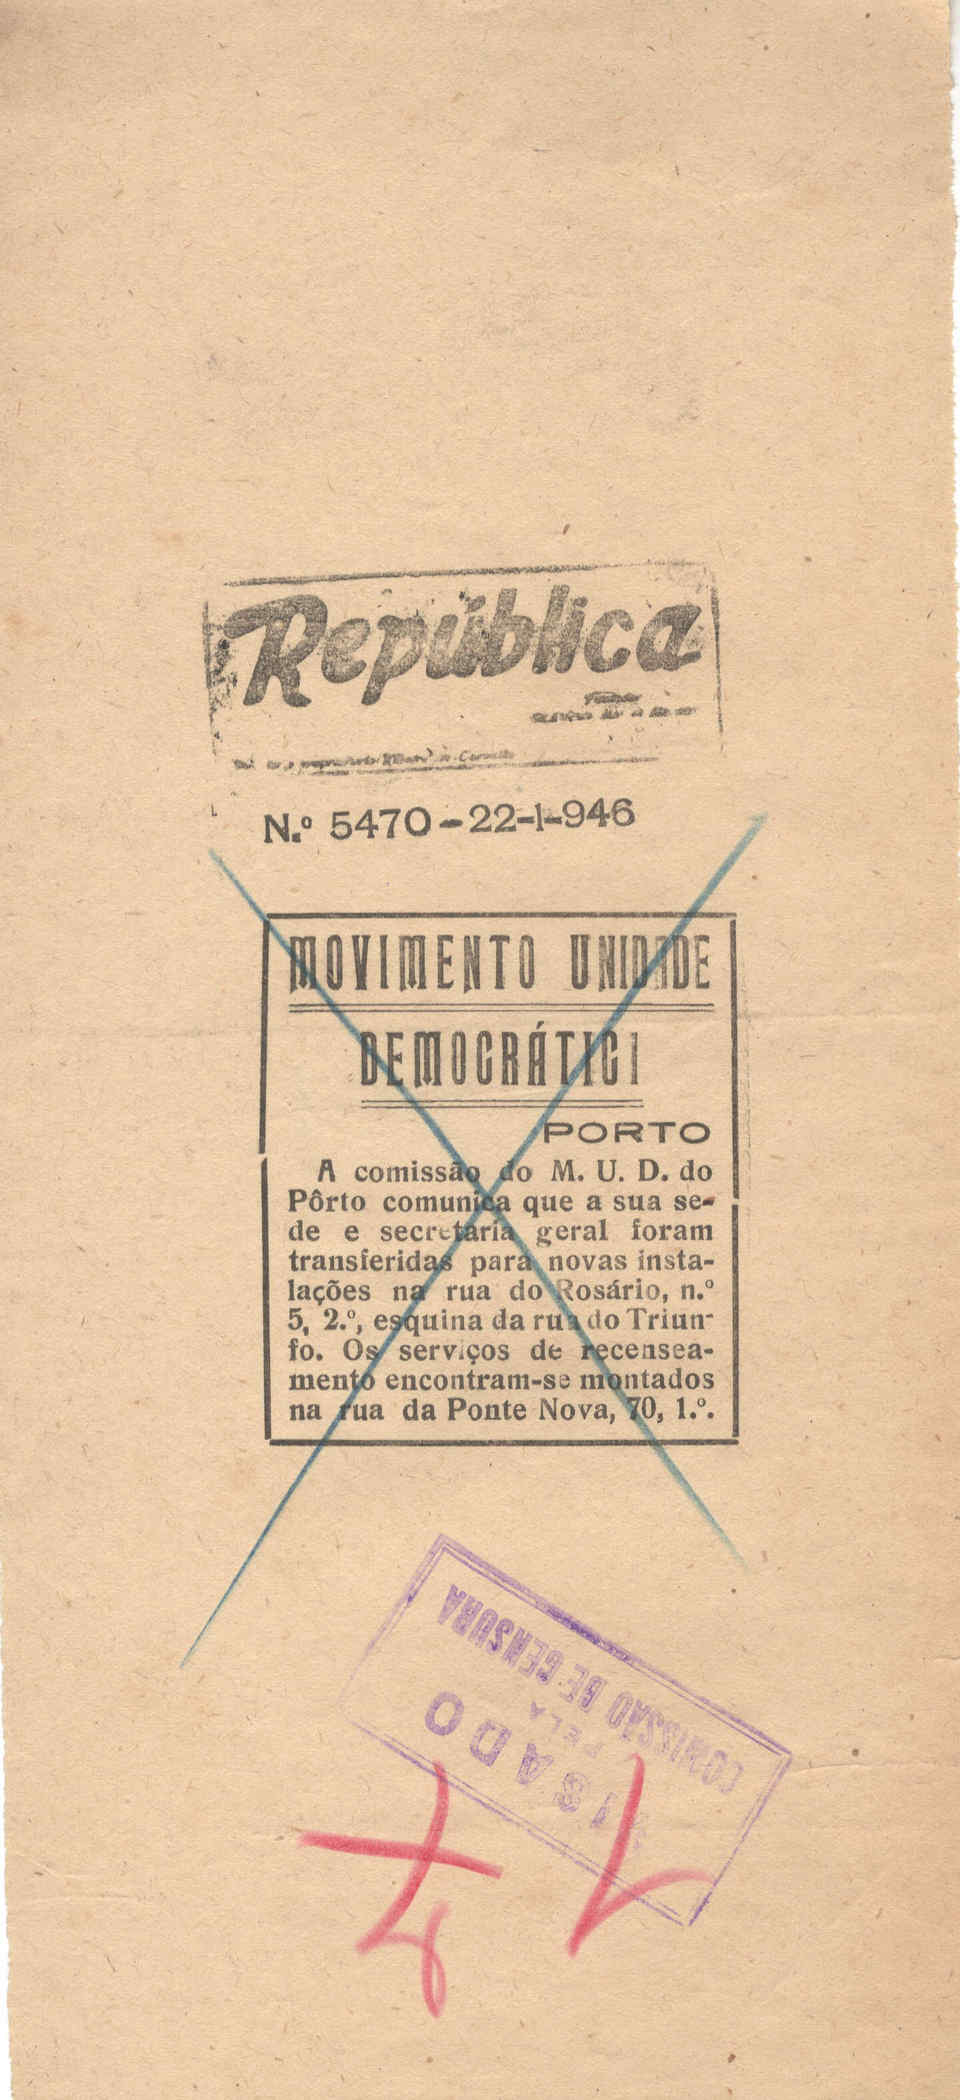 República
N.º 5470-22-1-946
MOVIMENTO UNIDADE
DEMOCRÁTICI
PORTO
A comissão do M. U. D. do
Pôrto comunica que a sua se-
de e secretaria geral foram
transferidas para novas insta-
lações na rua do Rosário, n.º
5, 2.º, esquina da rua do Triun-
fo. Os serviços de recensea-
mento encontram-se montados
na rua da Ponte Nova, 70, 1.º.
VISADO
PELA
COMISSÃO DE CENSURA